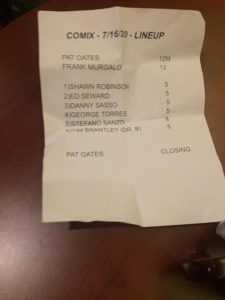 COMIX - 7/16/20 - LINEUP
PAT OATES 12M
FRANK MURGALO 12
1)SHAWN ROBINSON 5
2)ED SEWARD 5
3)DANNY SASSO 5
4)GEORGE TORRES 5
5)STEFANO SANZO 5
6)TIM BRANTLEY (DR. B) 5
PAT OATES CLOSING